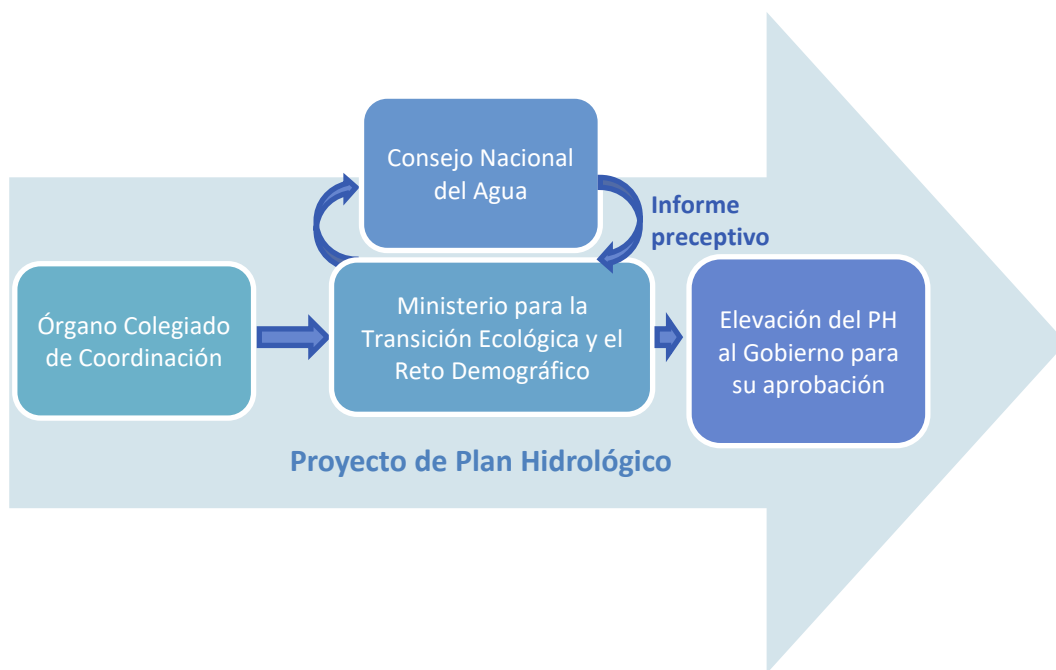 Consejo Nacional
del Agua
Informe
preceptivo
Órgano Colegiado
de Coordinación
Ministerio para la
Transición Ecológica y el
Reto Demográfico
Elevación del PH
al Gobierno para
su aprobación
Proyecto de Plan Hidrológico